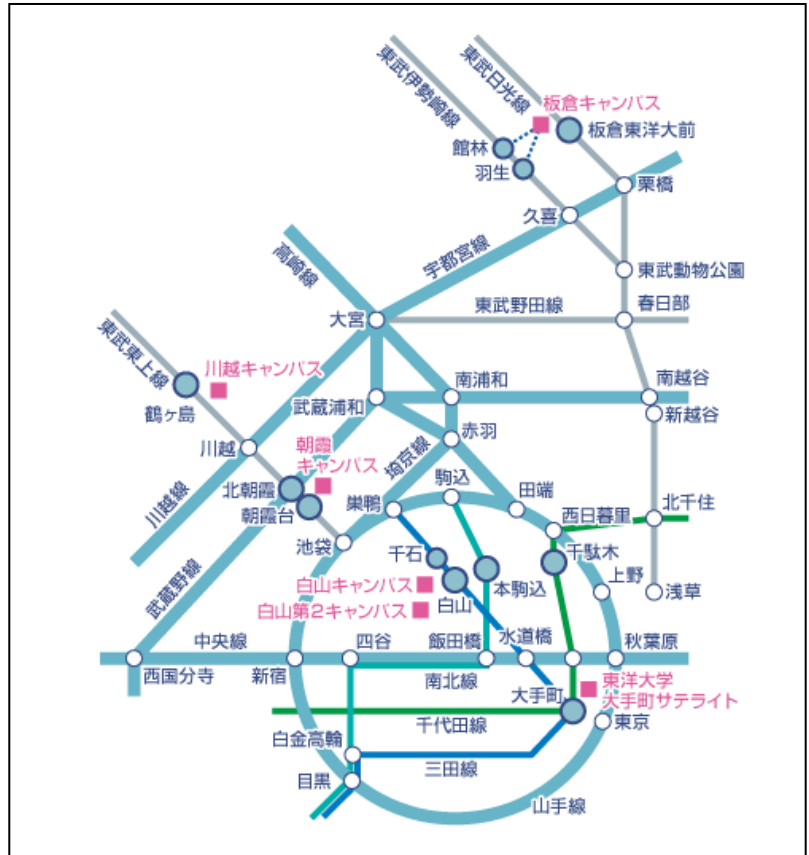 東武伊勢崎線
東武日光線
板倉キャンパス
板倉東洋大前
館林
羽生
栗橋
久喜
高崎線
宇都宮線
東武動物公園
東武野田線
春日部
大宮
東武東上線
川越キャンパス
鶴ヶ島
武蔵浦和
南浦和
南越谷
新越谷
川越
朝霞
キャンパス
埼京線
赤羽
北朝霞
朝霞台
川越線
巣鴨
駒込
田端
西日暮里
北千住
池袋
千石
千駄木
上野
浅草
武蔵野線
白山キャンパス
白山
本駒込
白山第2キャンパス
中央線
四谷
飯田橋
水道橋
秋葉原
西国分寺
新宿
南北線
大手町
東洋大学
大手町サテライト
千代田線
東京
白金高輪
三田線
目黒
山手線